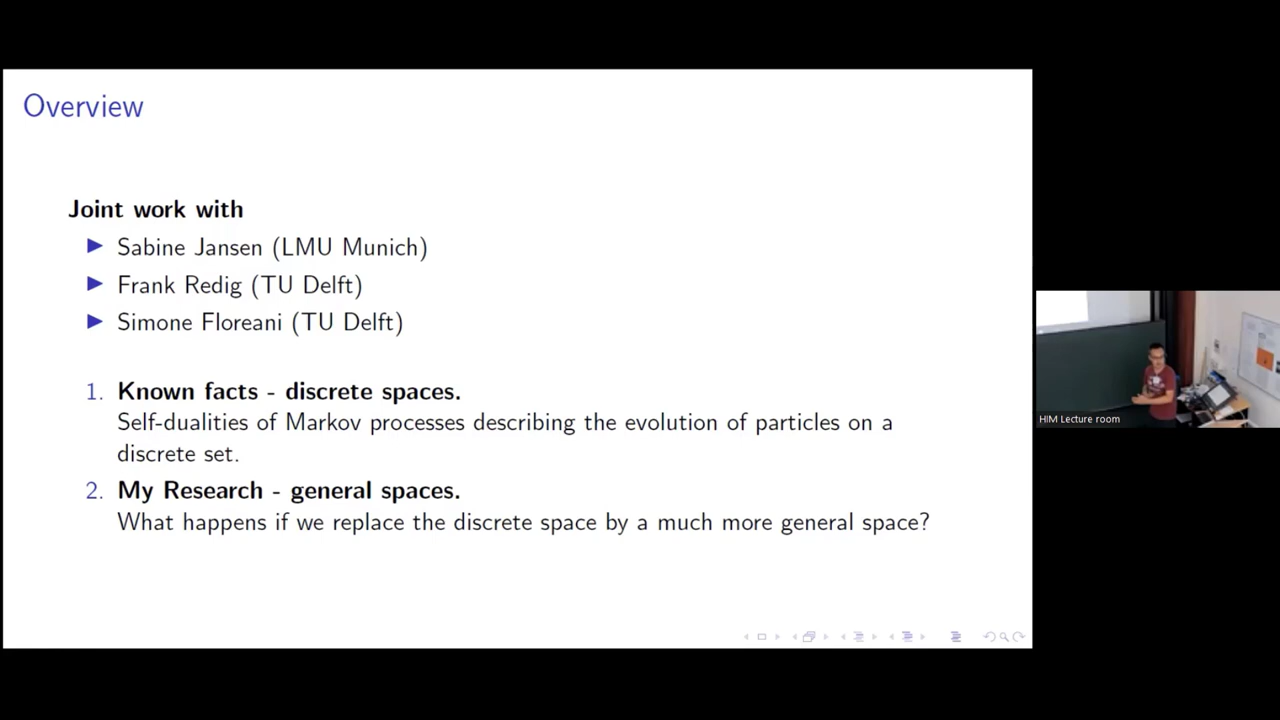 Overview
Joint work with
Sabine Jansen (LMU Munich)
Frank Redig (TU Delft)
Simone Floreani (TU Delft)
1. Known facts - discrete spaces.
Self-dualities of Markov processes describing the evolution of particles on a
discrete set.
2. My Research - general spaces.
What happens if we replace the discrete space by a much more general space?
HIM Lecture room